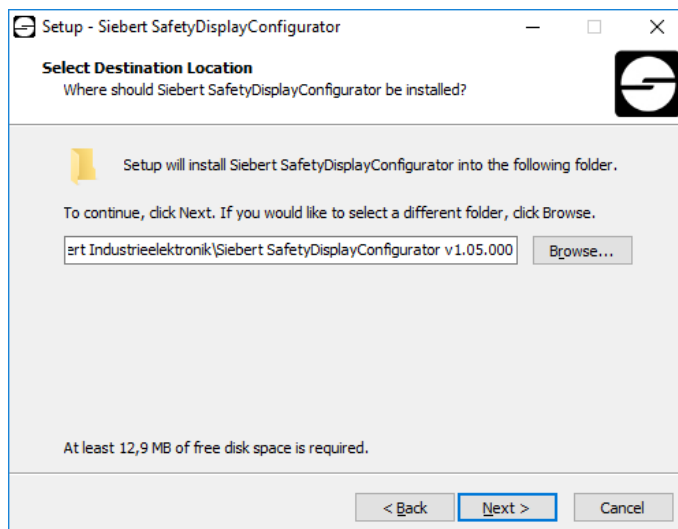 Setup - Siebert SafetyDisplayConfigurator
Select Destination Location
Where should Siebert SafetyDisplayConfigurator be installed?
Setup will install Siebert SafetyDisplayConfigurator into the following folder.
To continue, click Next. If you would like to select a different folder, click Browse.
ert Industrieelektronik\Siebert SafetyDisplayConfigurator v1.05.000 Browse...
At least 12,9 MB of free disk space is required.
< Back Next > Cancel